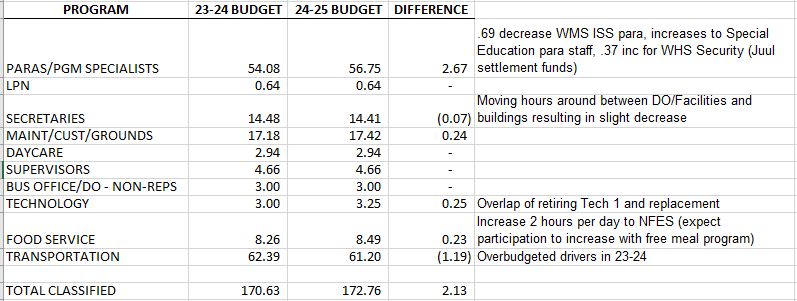 PROGRAM 23-24 BUDGET 24-25 BUDGET DIFFERENCE
.69 decrease WMS ISS para, increases to Special
Education para staff, .37 inc for WHS Security (Juul
PARAS/PGM SPECIALISTS 54.08 56.75 2.67 settlement funds)
LPN 0.64 0.64 -
Moving hours around between DO/Facilities and
SECRETARIES 14.48 14.41 (0.07) buildings resulting in slight decrease
MAINT/CUST/GROUNDS 17.18 17.42 0.24
DAYCARE 2.94 2.94 -
SUPERVISORS 4.66 4.66 -
BUS OFFICE/DO - NON-REPS 3.00 3.00 -
TECHNOLOGY 3.00 3.25 0.25 Overlap of retiring Tech 1 and replacement
Increase 2 hours per day to NFES (expect
FOOD SERVICE 8.26 8.49 0.23 participation to increase with free meal program)
TRANSPORTATION 62.39 61.20 (1.19) Overbudgeted drivers in 23-24
TOTAL CLASSIFIED 170.63 172.76 2.13